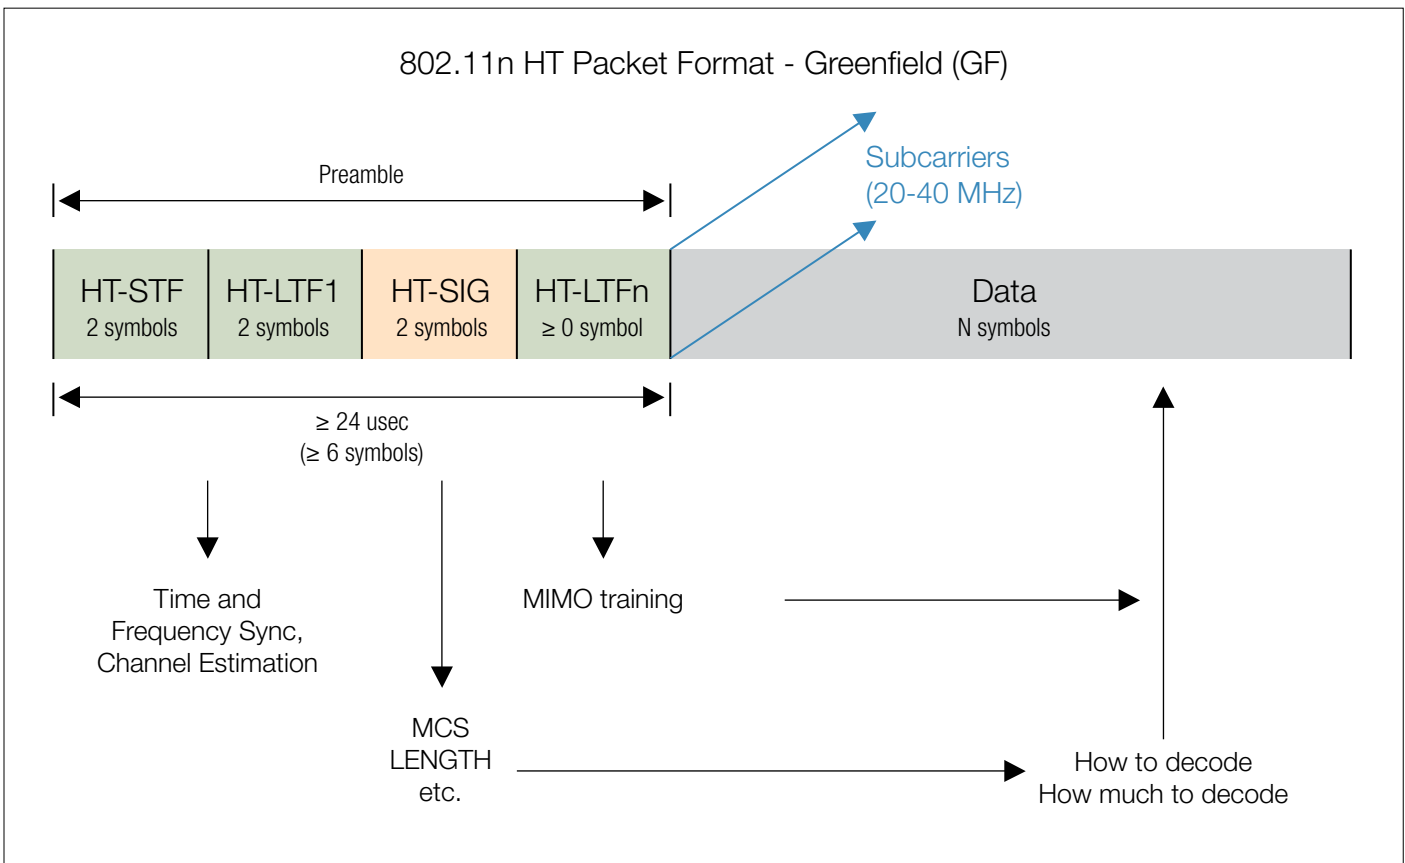 802.11n HT Packet Format - Greenfield (GF)
Subcarriers
(20-40 MHz)
Preamble
HT-STF
2 symbols
HT-LTF1
2 symbols
HT-SIG
2 symbols
HT-LTFn
≥ 0 symbol
Data
N symbols
≥ 24 usec
(≥ 6 symbols)
Time and
Frequency Sync,
Channel Estimation
MIMO training
MCS
LENGTH
etc.
How to decode
How much to decode